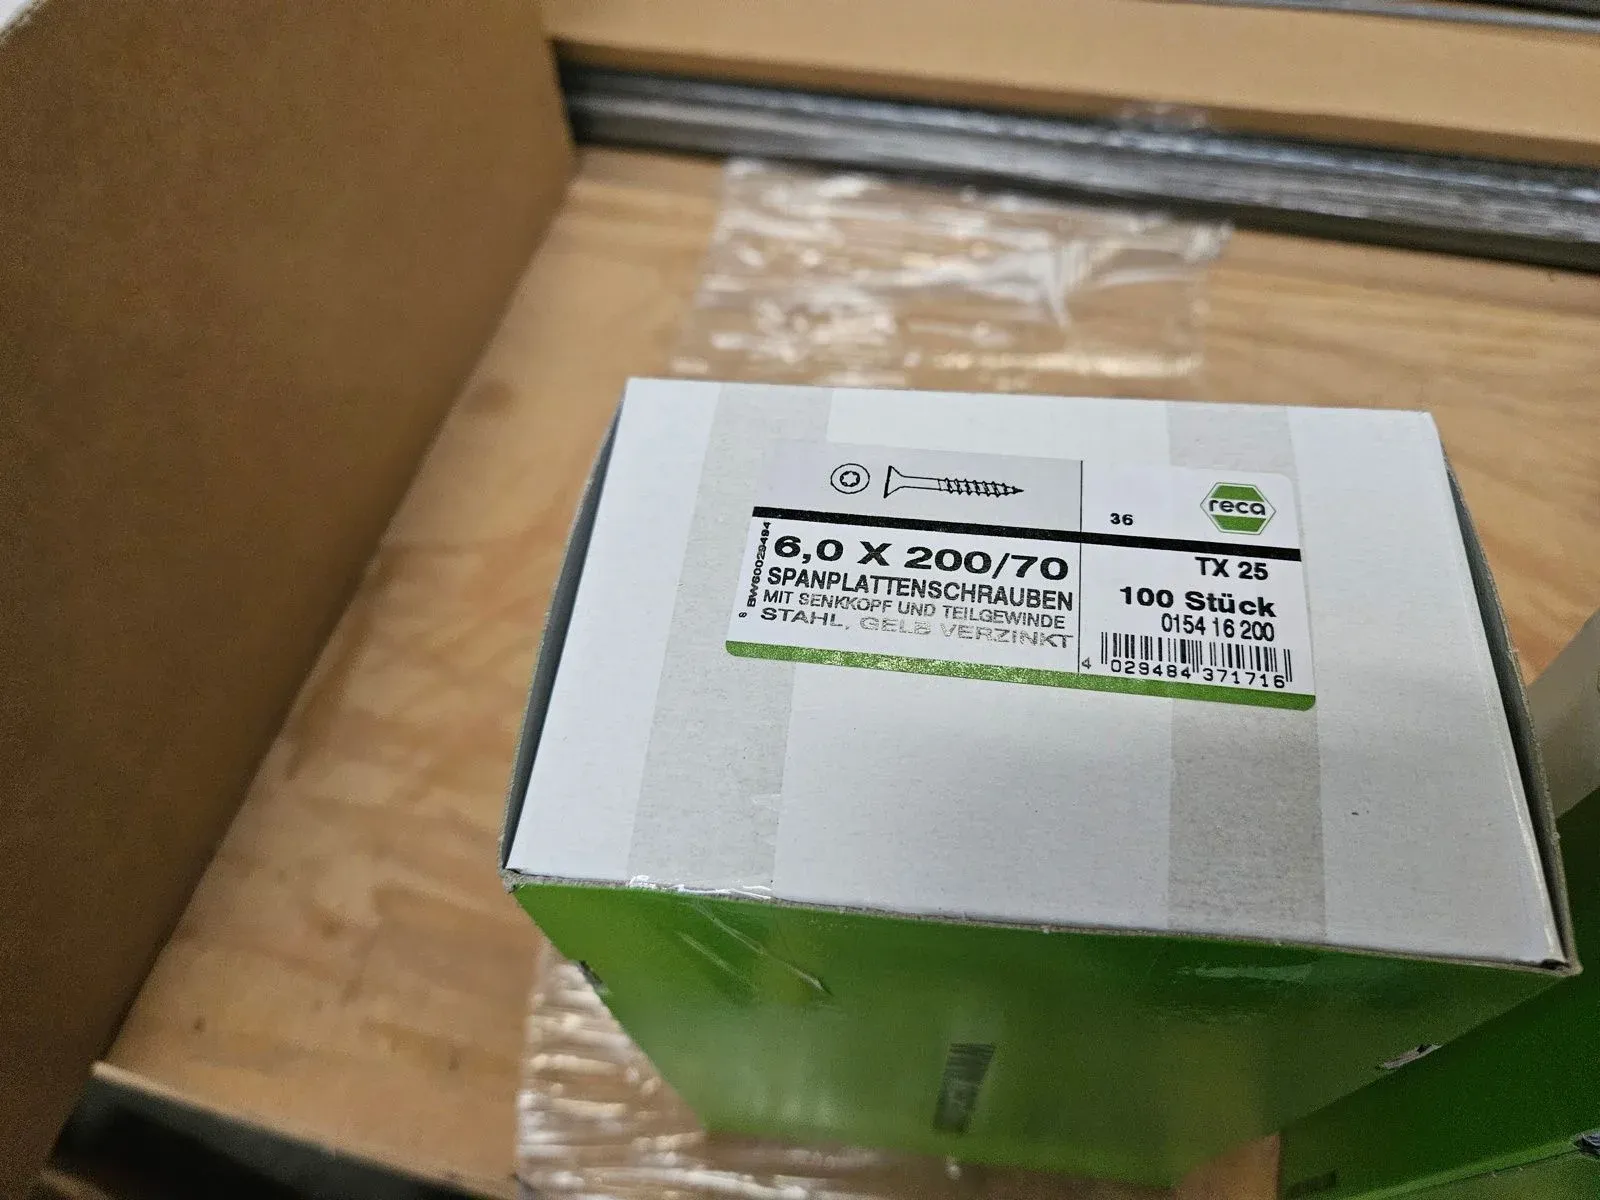 36
reca
6,0 X 200/70
SPANPLATTENSCHRAUBEN
MIT SENKKOPF UND TEILGEWINDE
STAHL, GELB VERZINKT
TX 25
100 Stück
0154 16 200
4 029484 371716